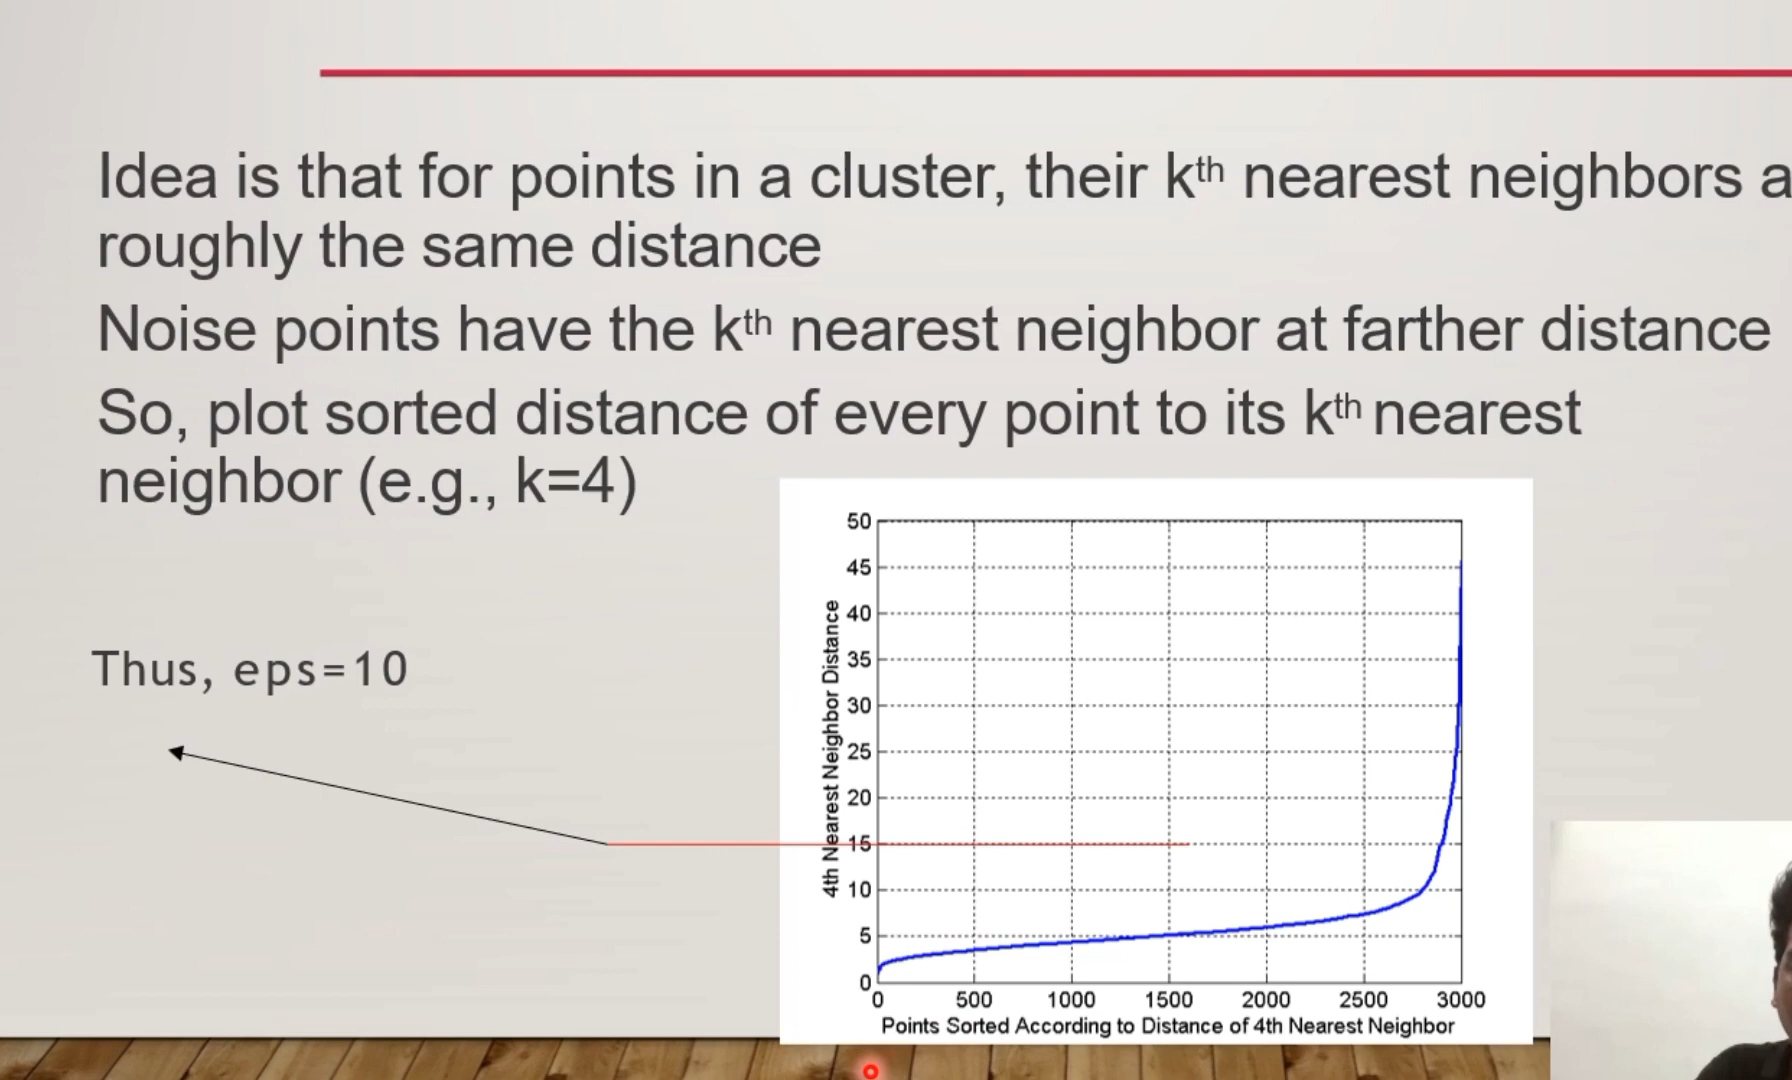 Idea is that for points in a cluster, their kth nearest neighbors
roughly the same distance
Noise points have the kth nearest neighbor at farther distance
So, plot sorted distance of every point to its kth nearest
neighbor (e.g., k=4)
Thus, eps=10
50
45
40
35
30
25
20
15
10
5
0
4th Nearest Neighbor Distance
0 500 1000 1500 2000 2500 3000
Points Sorted According to Distance of 4th Nearest Neighbor